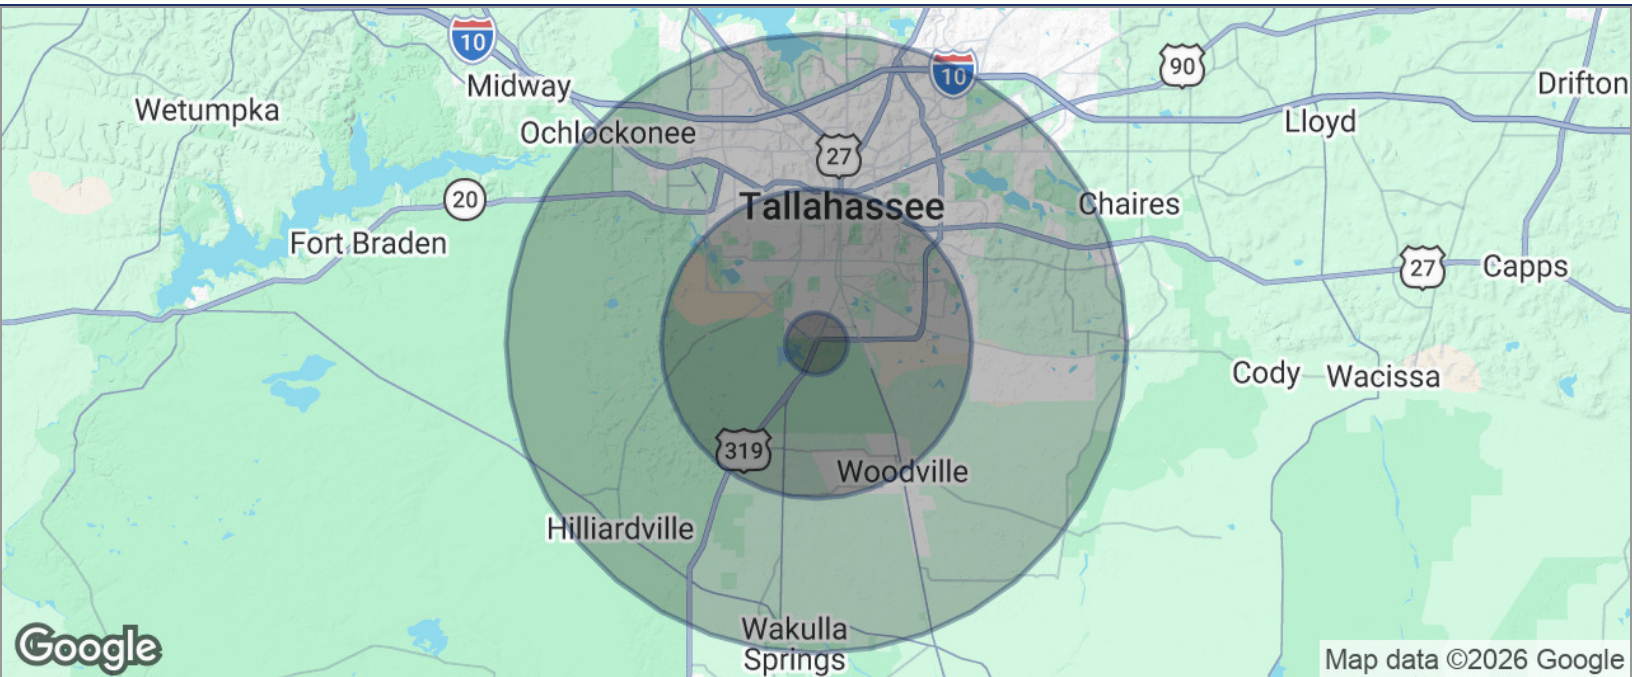 10
Midway
Wetumpka
Ochlockonee
10
90
Drifton
Lloyd
27
20
Tallahassee
Chaires
Fort Braden
27
Capps
Cody
Wacissa
319
Woodville
Hilliardville
Wakulla
Springs
Google
Map data ©2026 Google